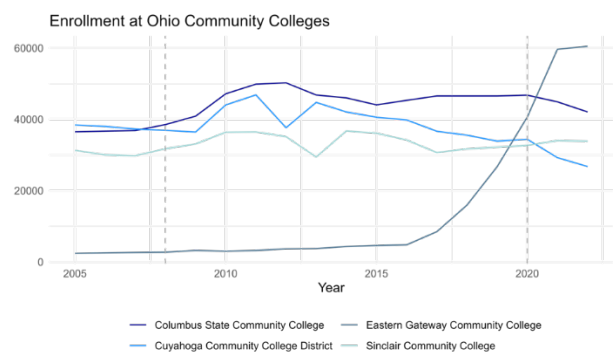 Enrollment at Ohio Community Colleges
60000
40000
20000
0
2005
2010
2015
2020
Year
Columbus State Community College
Eastern Gateway Community College
Cuyahoga Community College District
Sinclair Community College